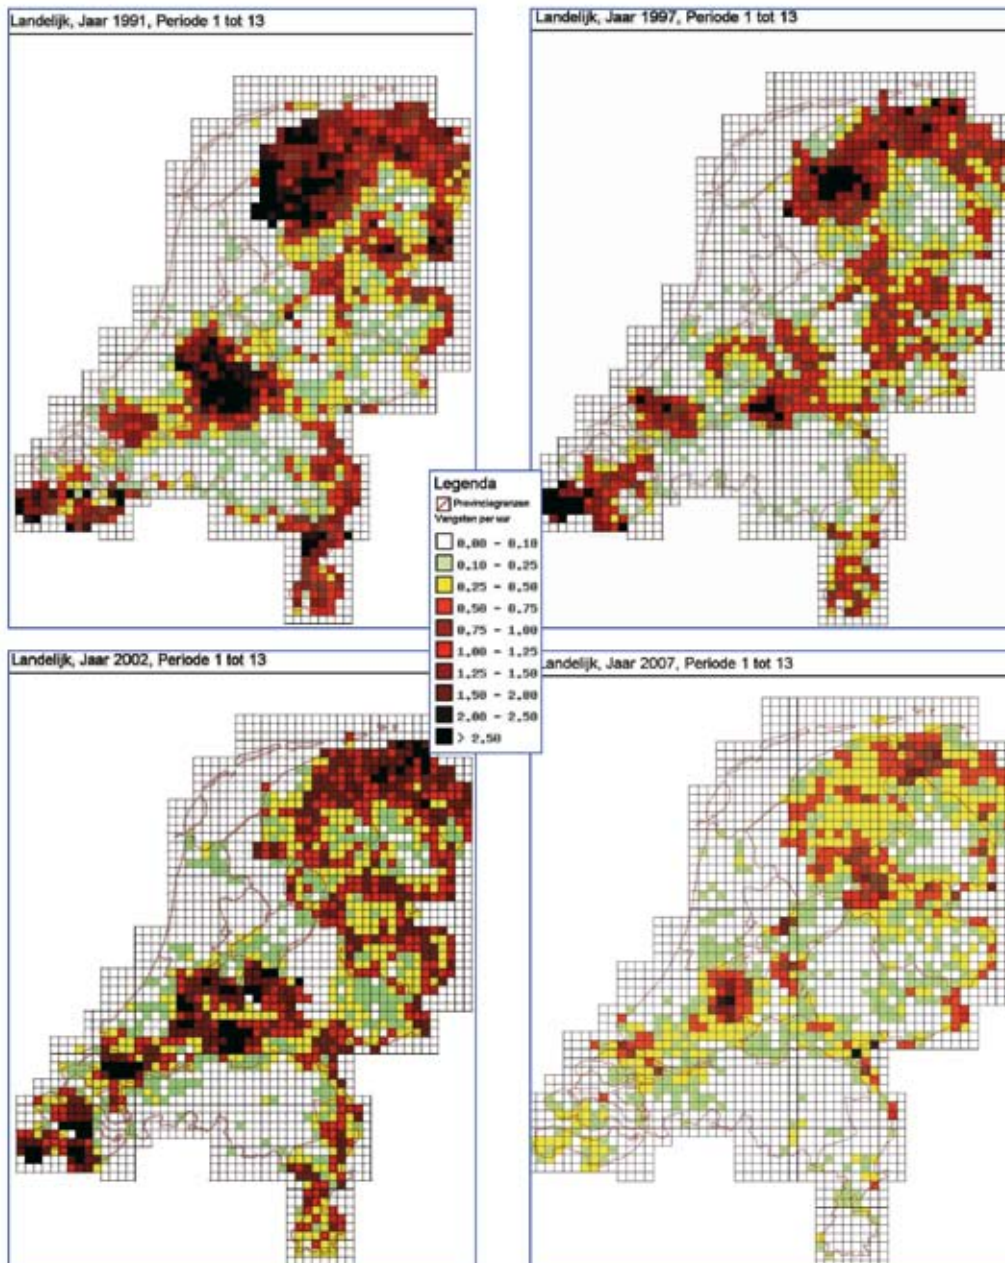 Landelijk, Jaar 1991, Periode 1 tot 13
Landelijk, Jaar 1997, Periode 1 tot 13
Legenda
Provinciegrenzen
Vangsten per uur
0.00 - 0.10
0.10 - 0.25
0.25 - 0.50
0.50 - 0.75
0.75 - 1.00
1.00 - 1.25
1.25 - 1.50
1.50 - 2.00
2.00 - 2.50
> 2.50
Landelijk, Jaar 2002, Periode 1 tot 13
Landelijk, Jaar 2007, Periode 1 tot 13